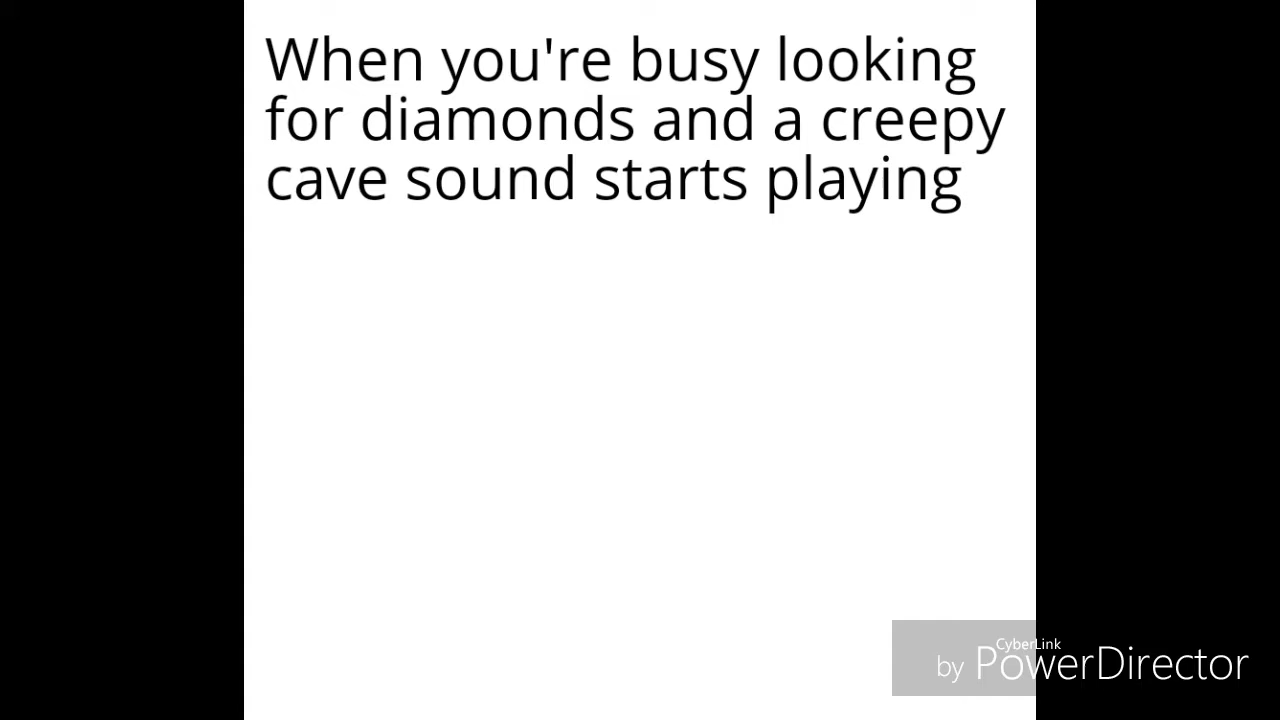 When you're busy looking
for diamonds and a creepy
cave sound starts playing
CyberLink
by PowerDirector